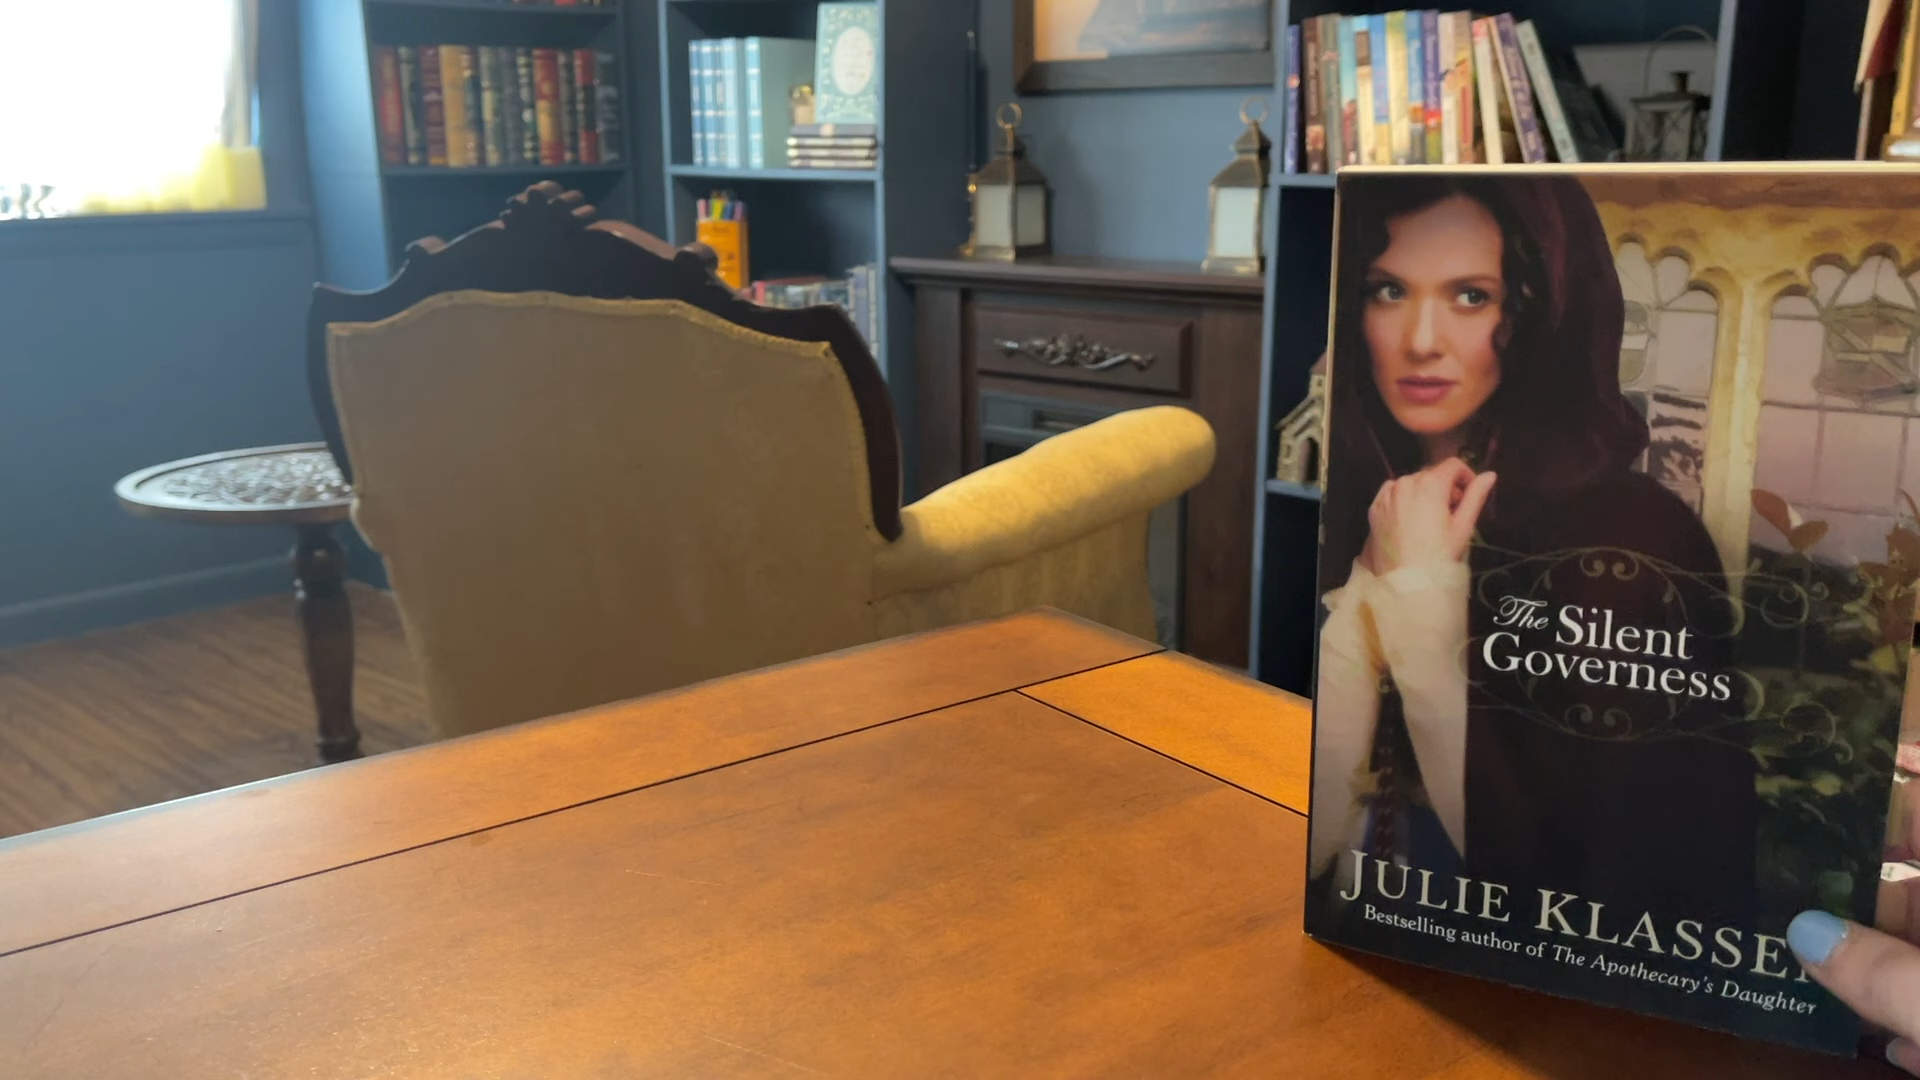 The Silent
Governess
JULIE KLASSE
Bestselling author of The Apothecary's Daughter